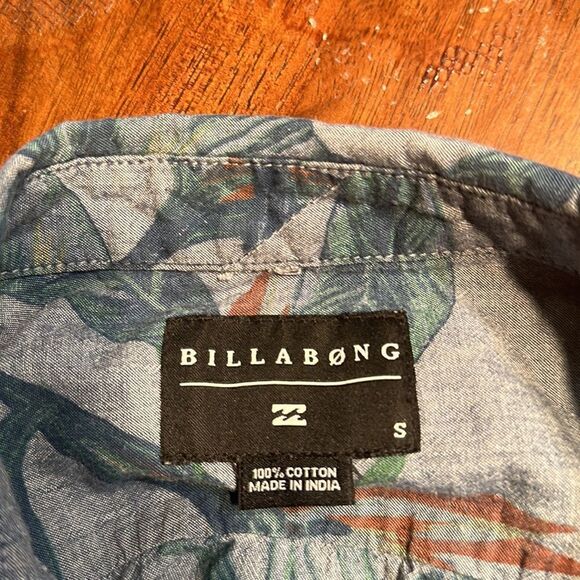 BILLABØNG
S
100% COTTON
MADE IN INDIA